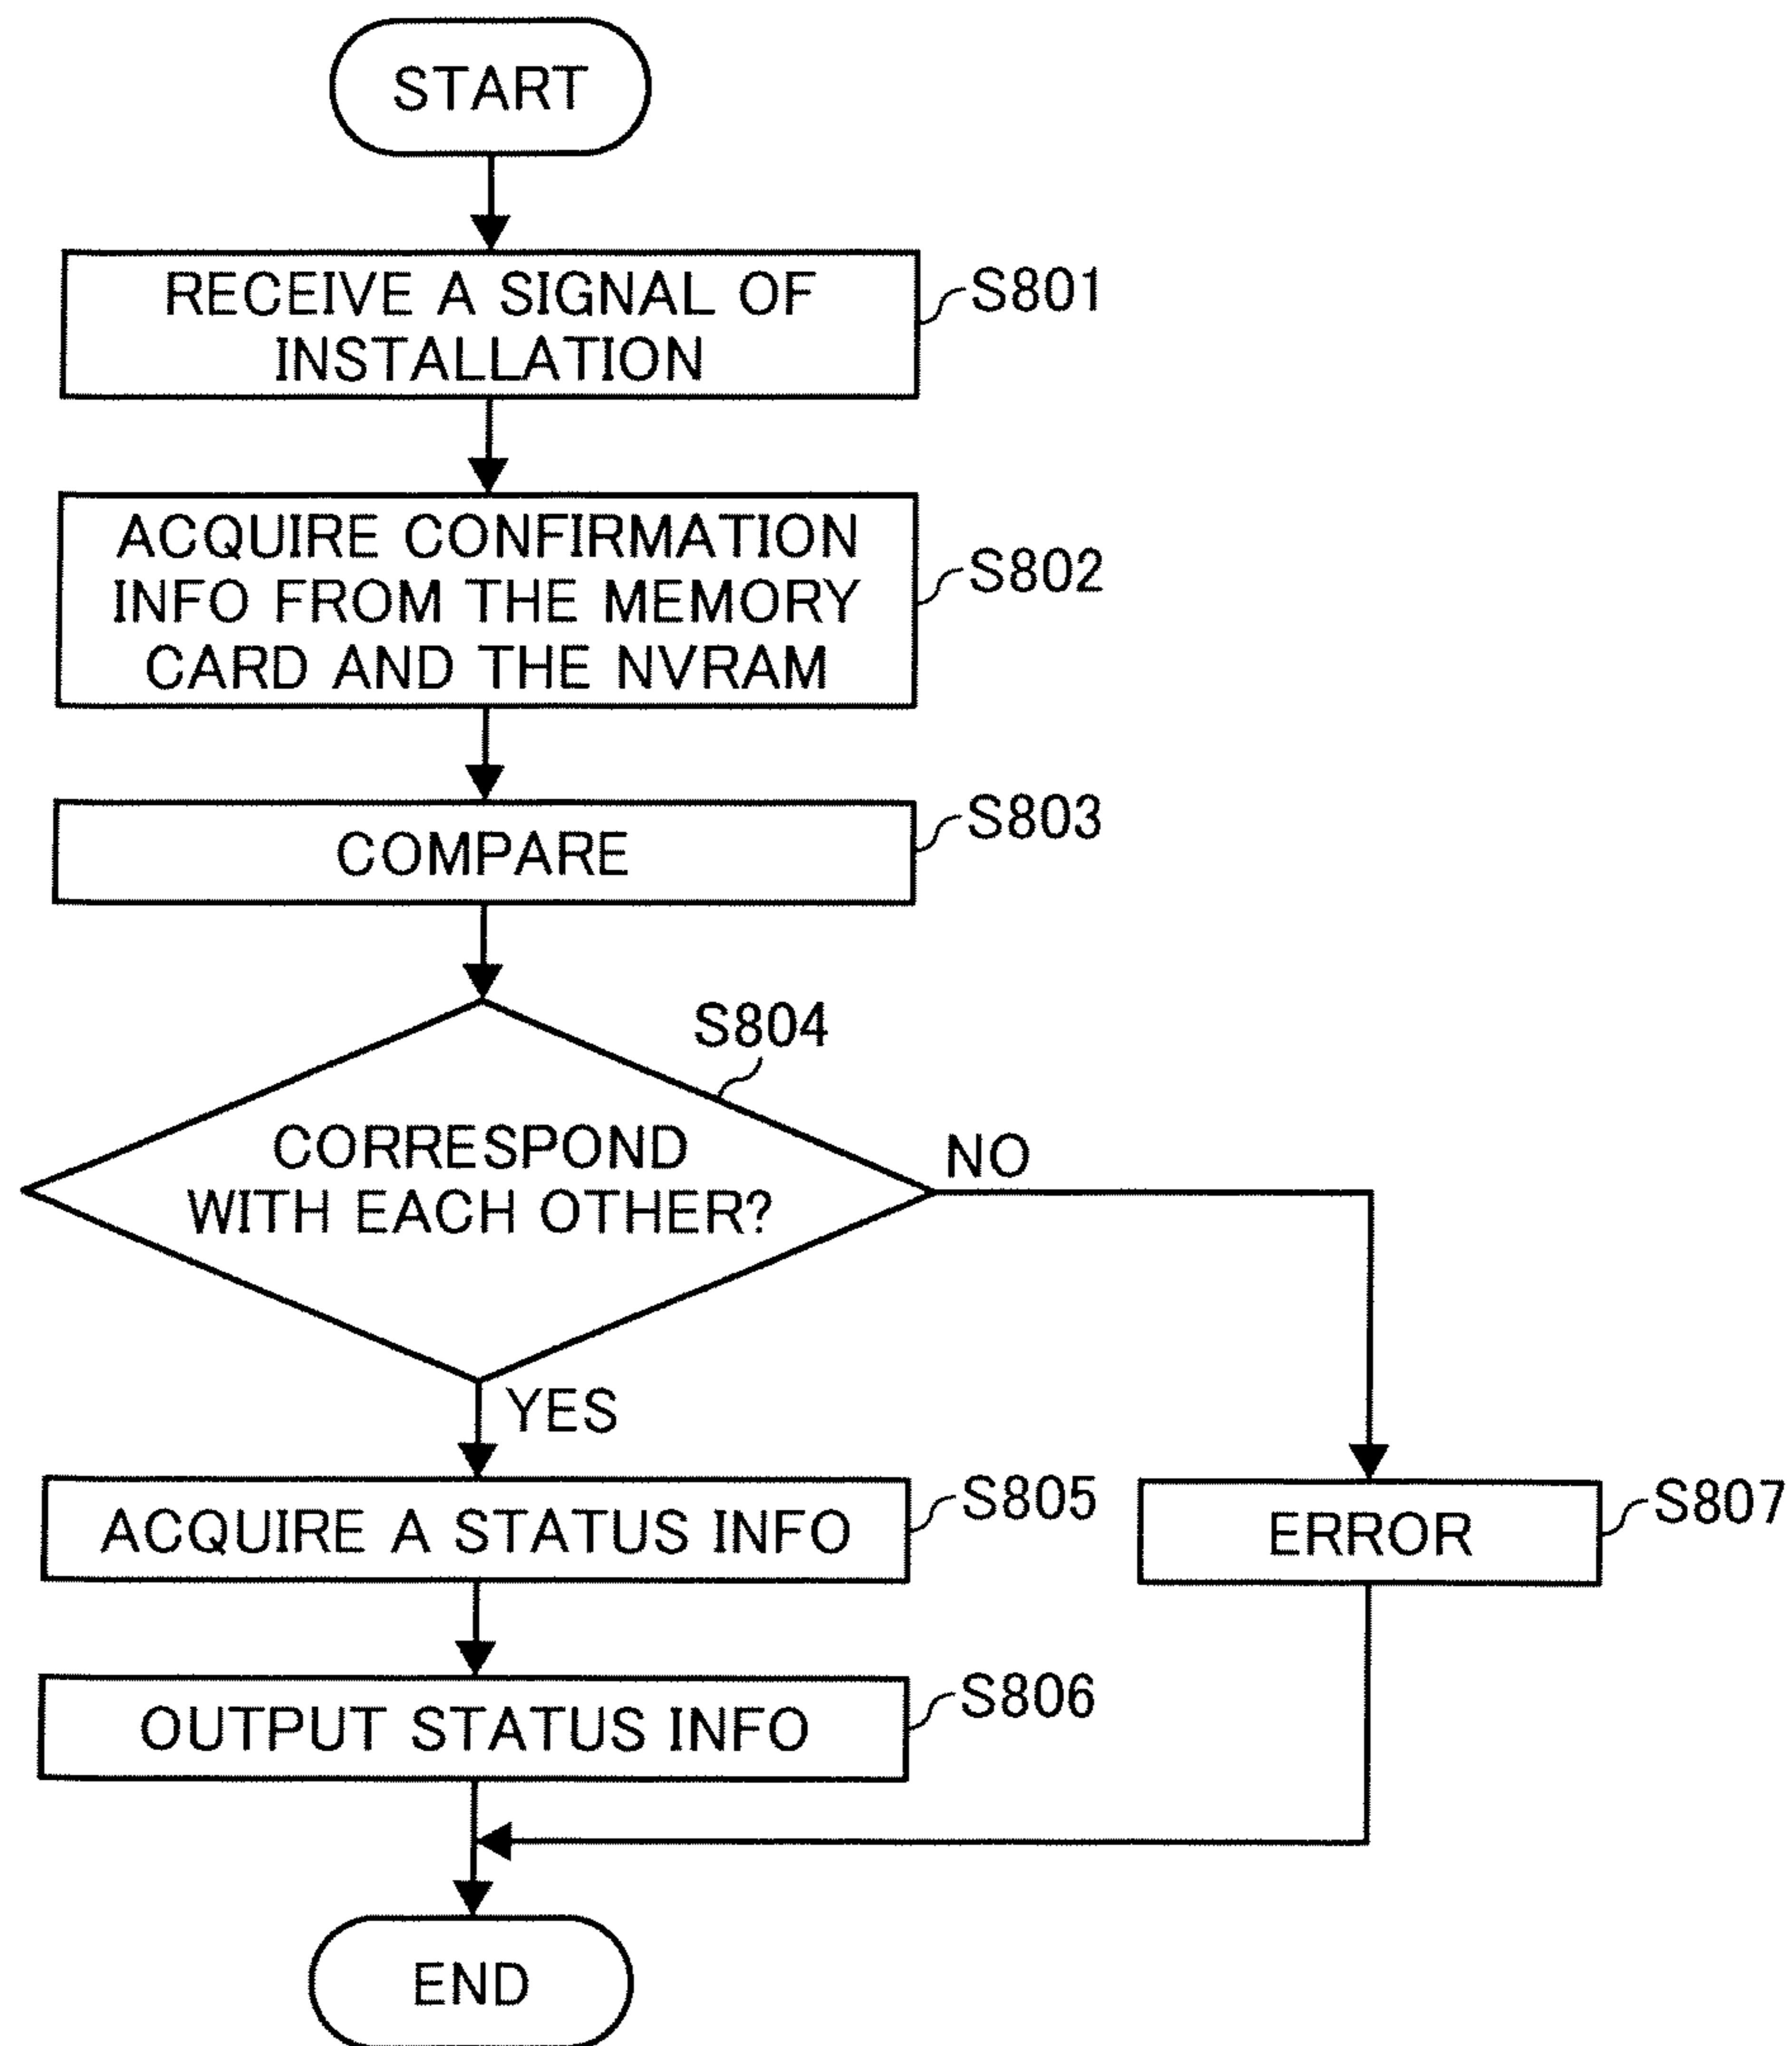 START
RECEIVE A SIGNAL OF
INSTALLATION
S801
ACQUIRE CONFIRMATION
INFO FROM THE MEMORY
CARD AND THE NVRAM
S802
COMPARE
S803
S804
CORRESPOND
WITH EACH OTHER?
NO
YES
ACQUIRE A STATUS INFO
S805
ERROR
S807
OUTPUT STATUS INFO
S806
END